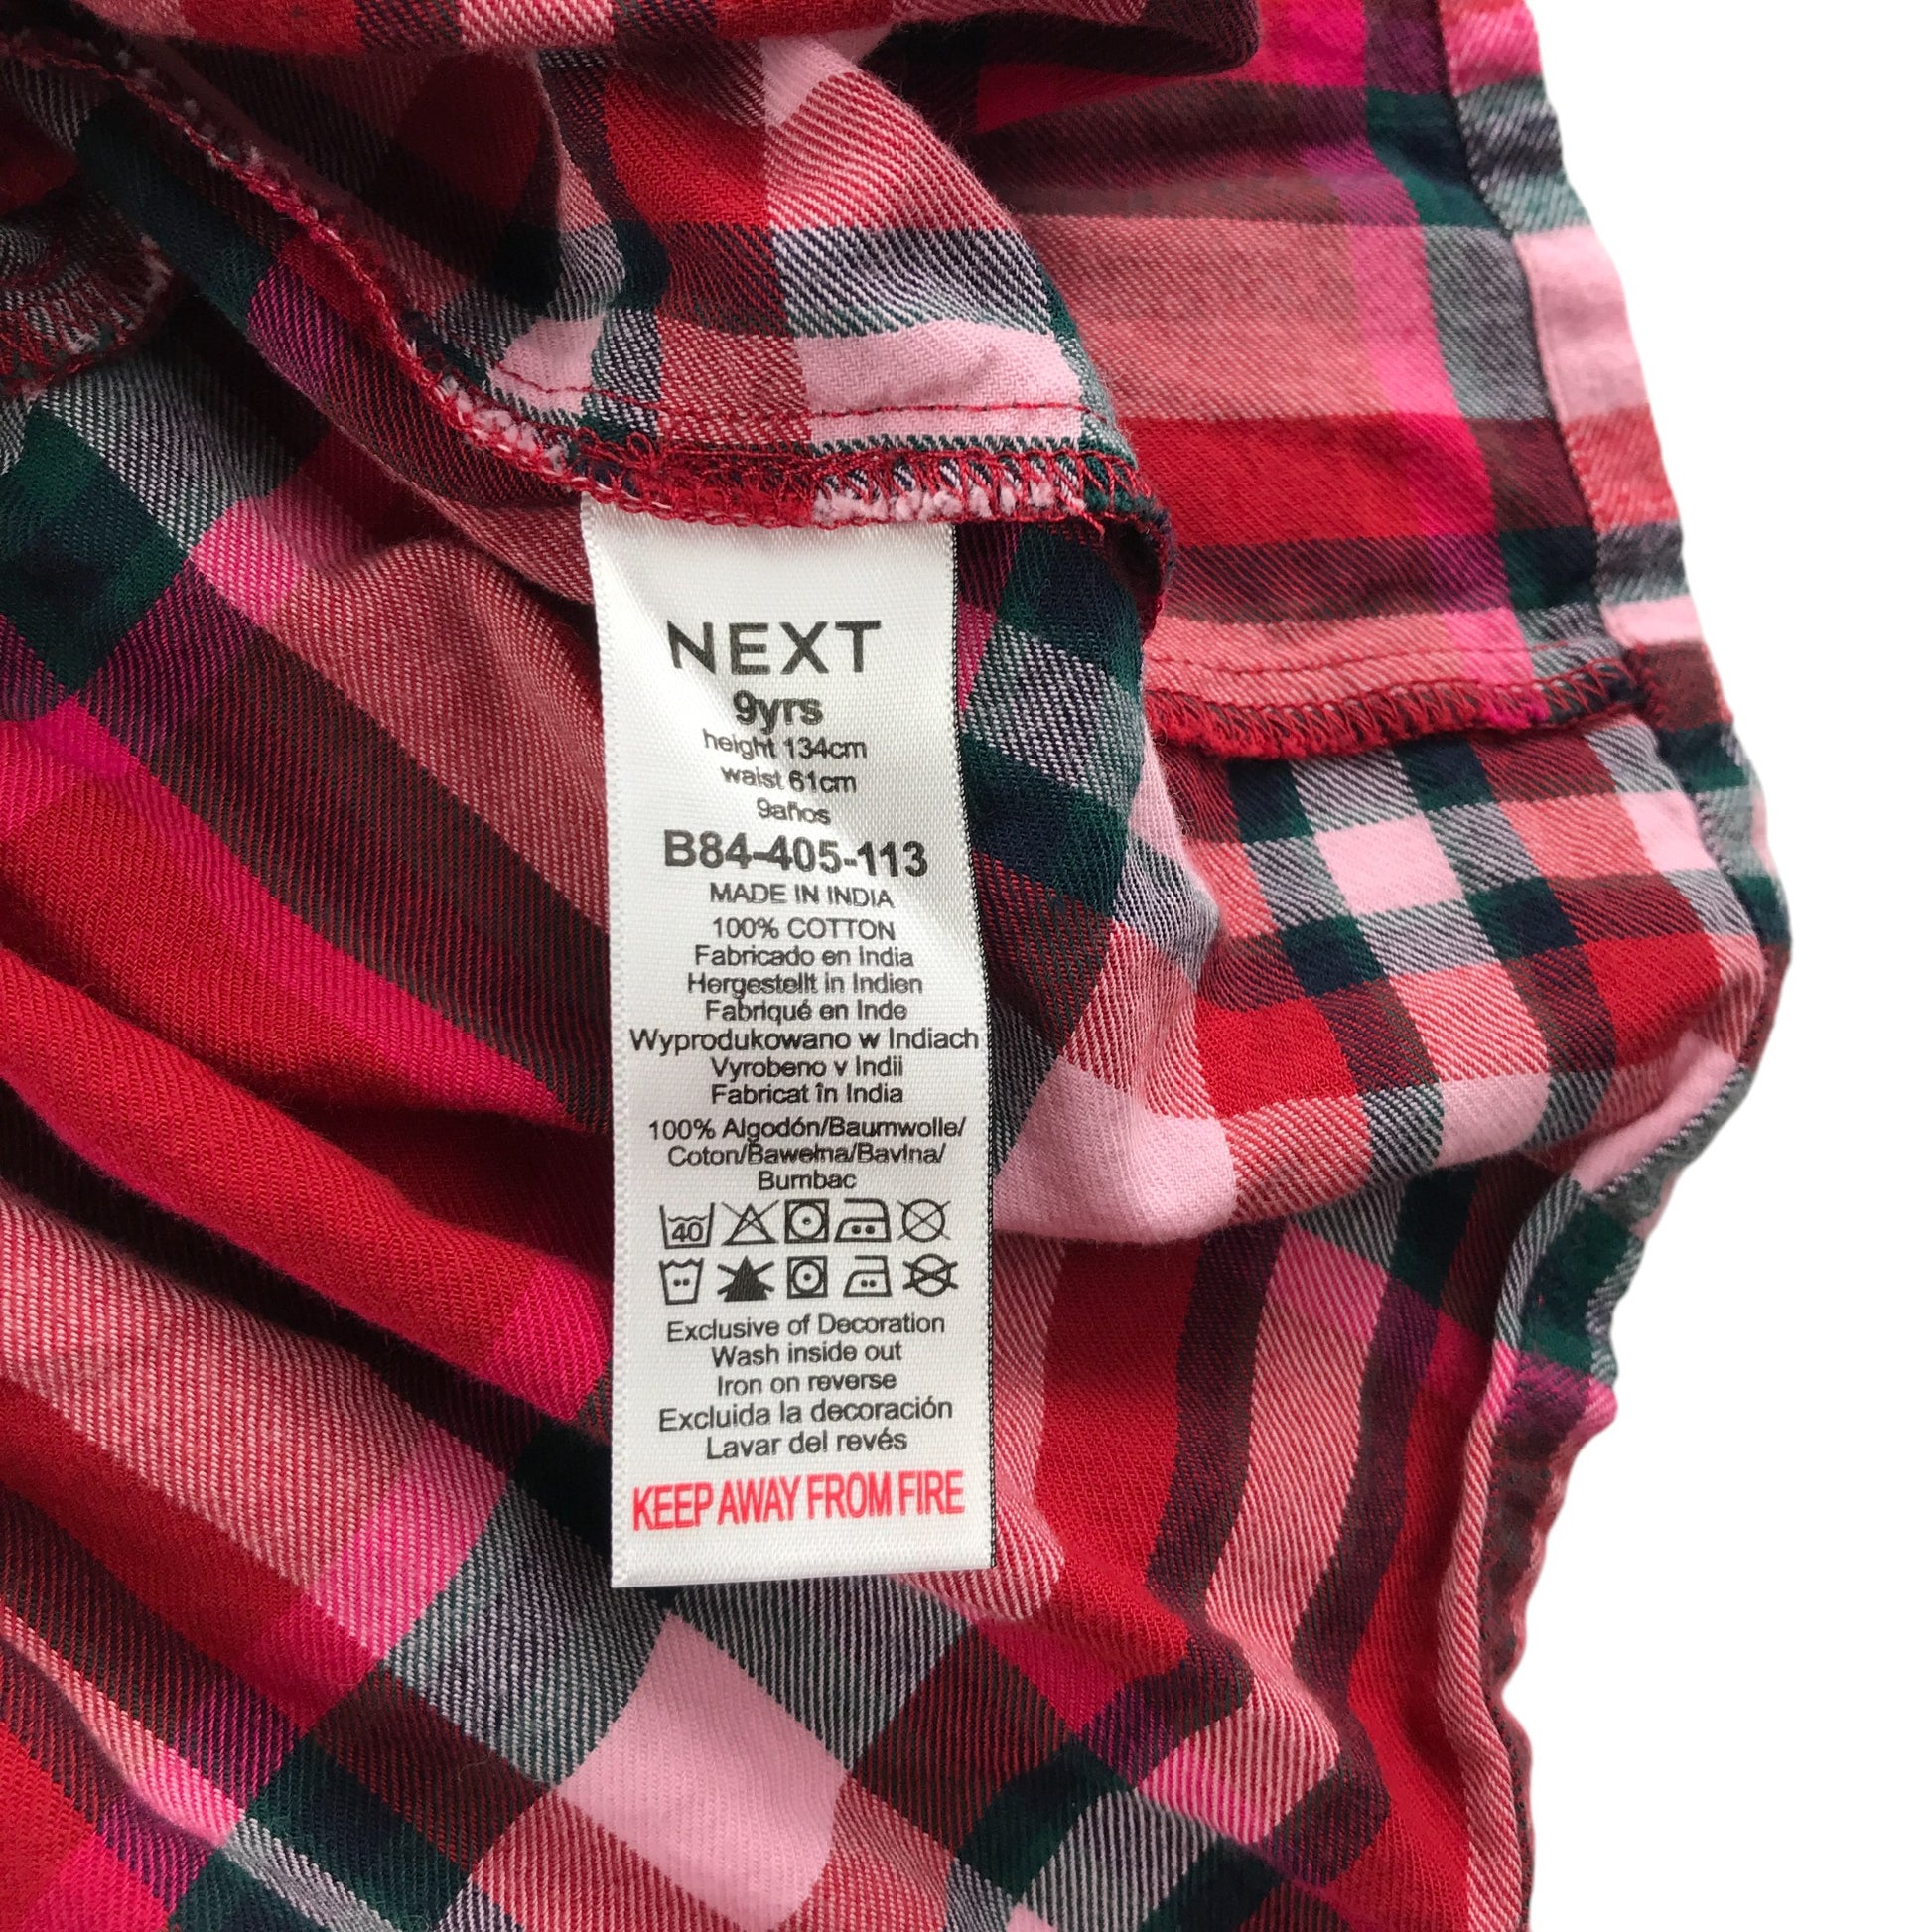 NEXT
9yrs
height 134cm
waist 61cm
9años
B84-405-113
MADE IN INDIA
100% COTTON
Fabricado en India
Hergestellt in Indien
Fabriqué en Inde
Wyprodukowano w Indiach
Vyrobeno v Indii
Fabricat în India
100% Algodón/Baumwolle/
Coton/Bawełna/Bavlna/
Bumbac
40
Exclusive of Decoration
Wash inside out
Iron on reverse
Excluida la decoración
Lavar del revés
KEEP AWAY FROM FIRE